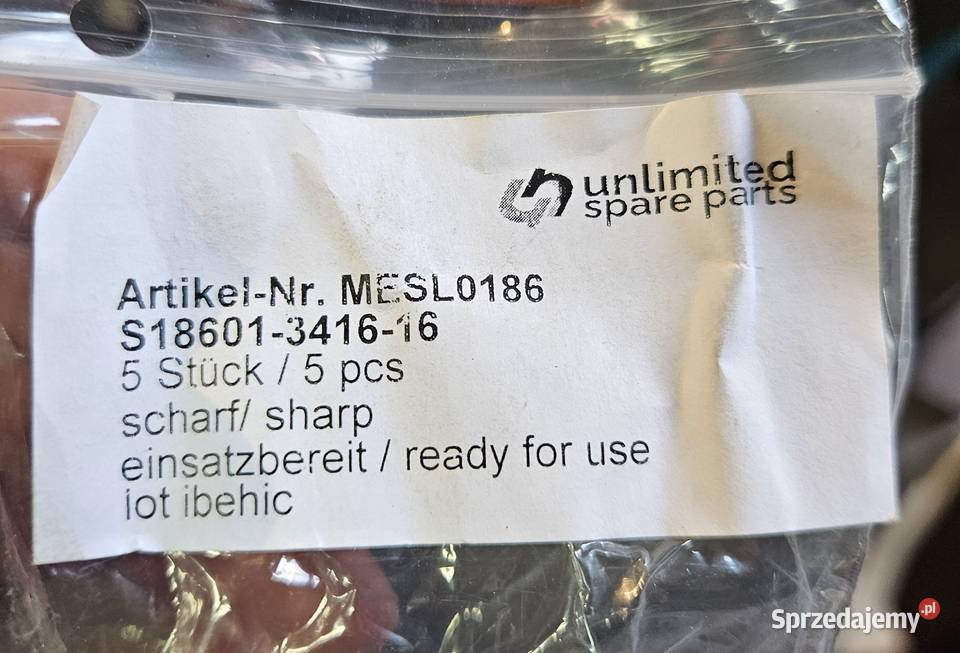 unlimited
spare parts
Artikel-Nr. MESL0186
S18601-3416-16
5 Stück / 5 pcs
scharf/ sharp
einsatzbereit / ready for use
iot ibehic
Sprzedajemy.pl